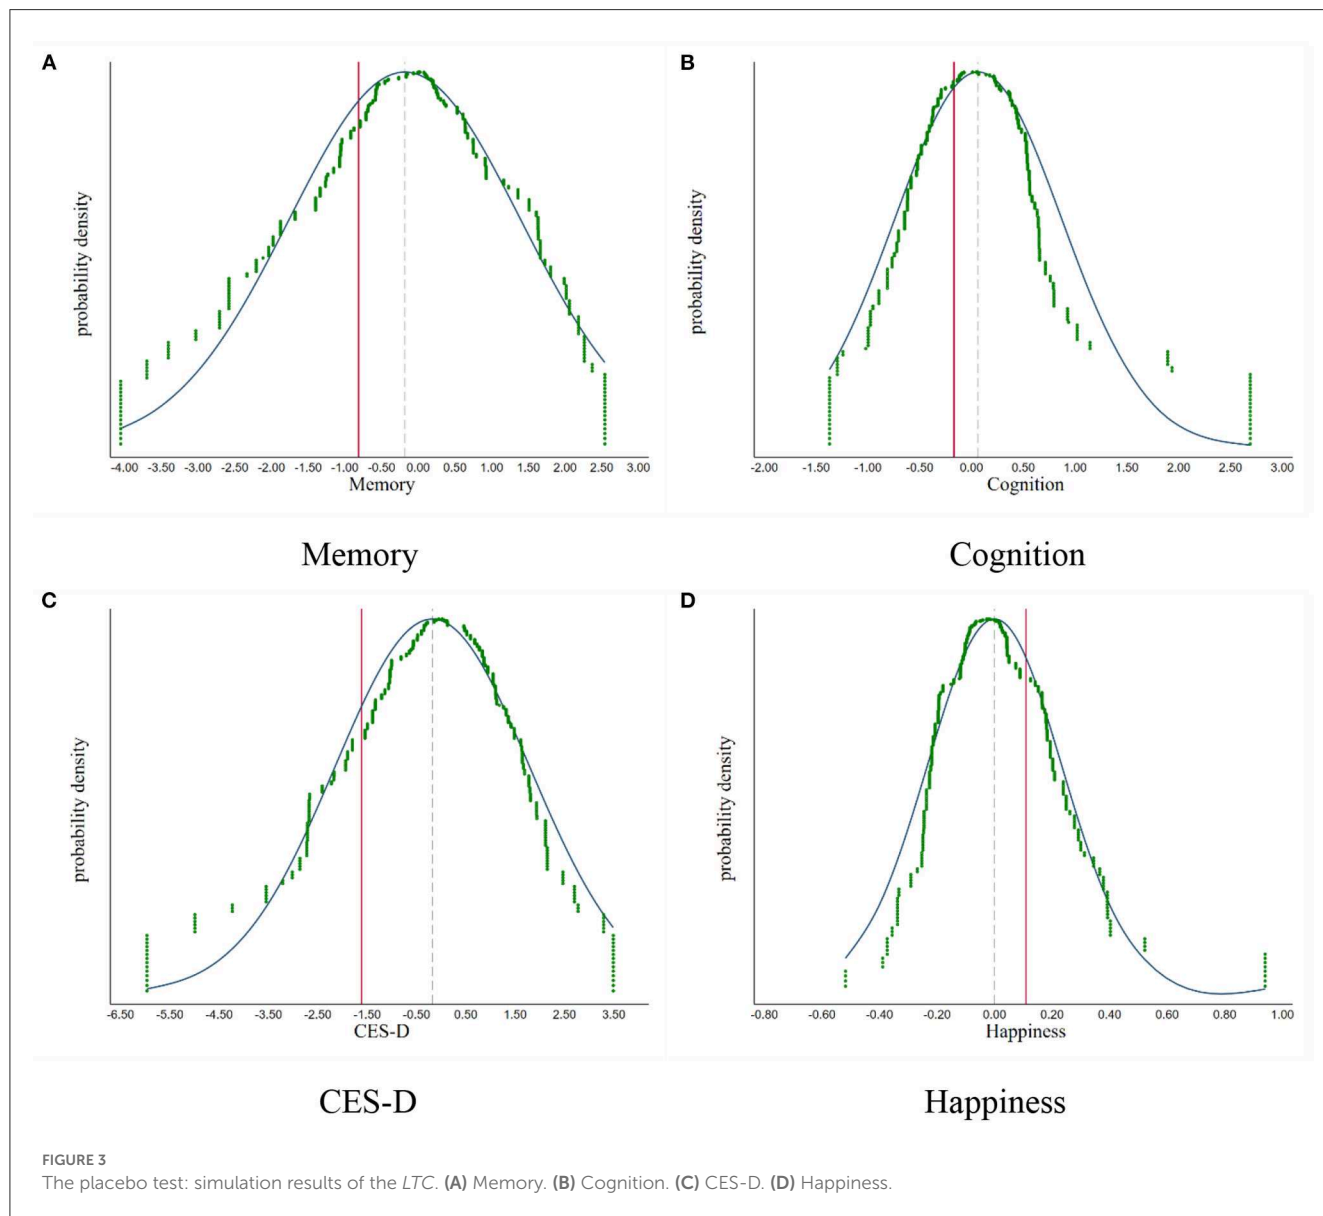 A
probability density
-4.00 -3.50 -3.00 -2.50 -2.00 -1.50 -1.00 -0.50 0.00 0.50 1.00 1.50 2.00 2.50 3.00
Memory
Memory
B
probability density
-2.00 -1.50 -1.00 -0.50 0.00 0.50 1.00 1.50 2.00 2.50 3.00
Cognition
Cognition
C
probability density
-6.50 -5.50 -4.50 -3.50 -2.50 -1.50 -0.50 0.50 1.50 2.50 3.50
CES-D
CES-D
D
probability density
-0.80 -0.60 -0.40 -0.20 0.00 0.20 0.40 0.60 0.80 1.00
Happiness
Happiness
FIGURE 3
The placebo test: simulation results of the LTC. (A) Memory. (B) Cognition. (C) CES-D. (D) Happiness.